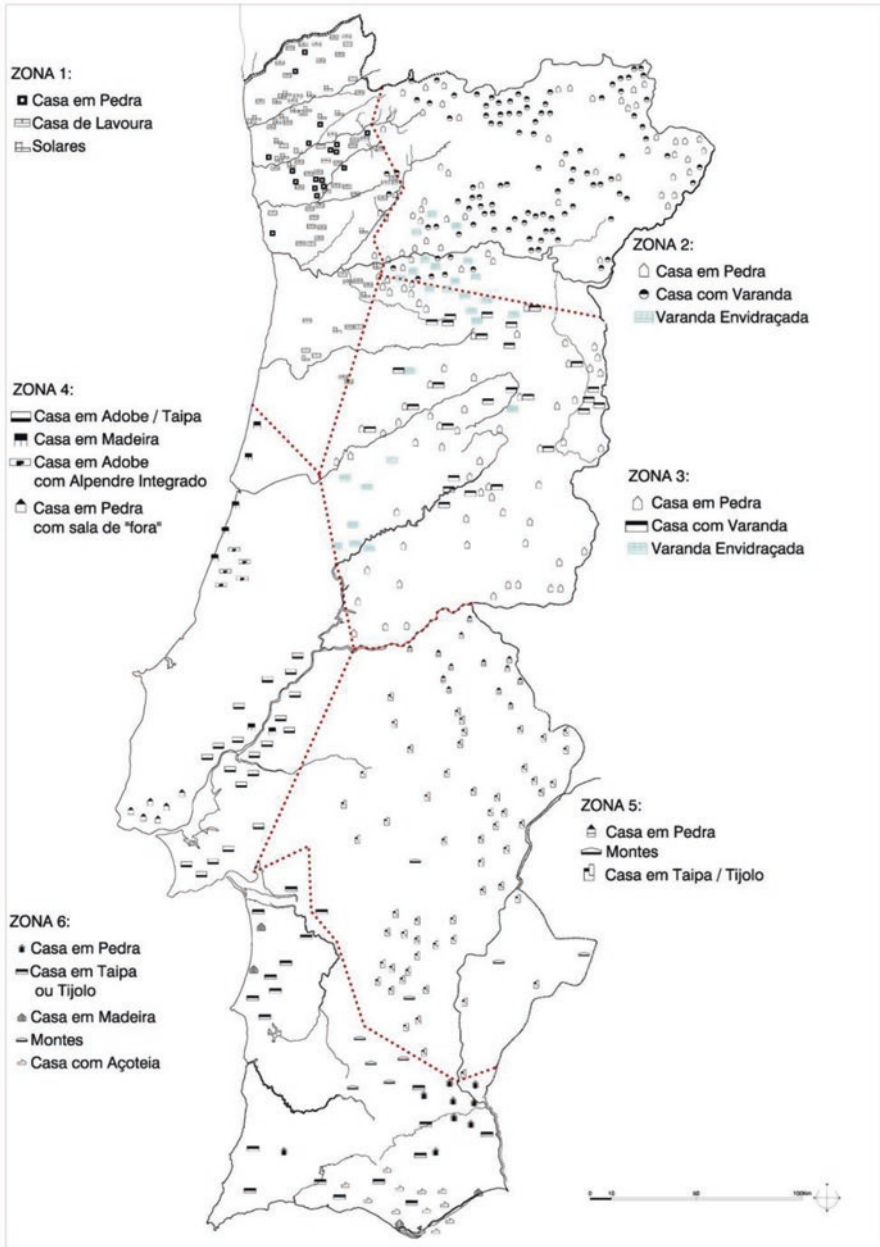 ZONA 1:
Casa em Pedra
Casa de Lavoura
Solares
ZONA 2:
Casa em Pedra
Casa com Varanda
Varanda Envidraçada
ZONA 4:
Casa em Adobe / Taipa
Casa em Madeira
Casa em Adobe
com Alpendre Integrado
Casa em Pedra
com sala de "fora"
ZONA 3:
Casa em Pedra
Casa com Varanda
Varanda Envidraçada
ZONA 5:
Casa em Pedra
Montes
Casa em Taipa / Tijolo
ZONA 6:
Casa em Pedra
Casa em Taipa
ou Tijolo
Casa em Madeira
Montes
Casa com Açoteia
0 10 50 100Km